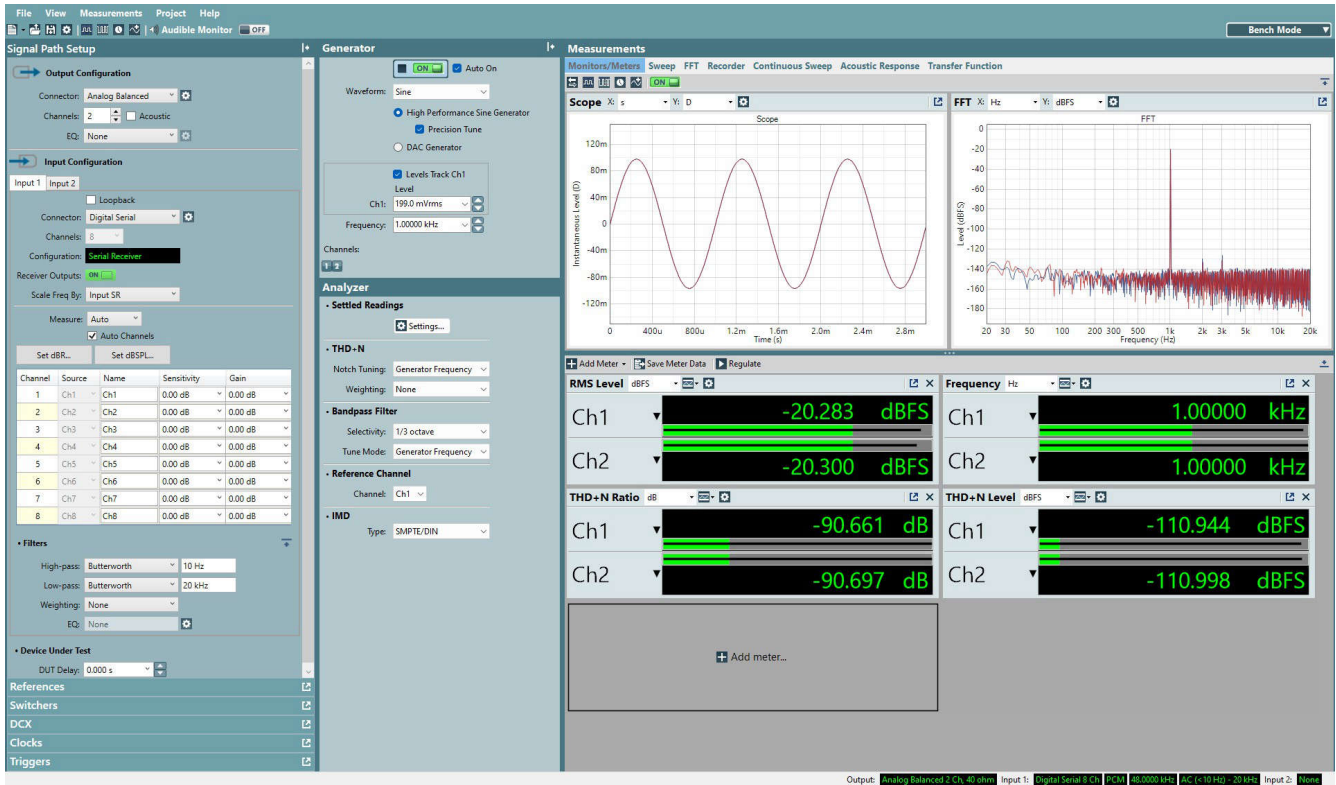 File View Measurements Project Help
Audible Monitor OFF
Bench Mode
Signal Path Setup
Output Configuration
Connector: Analog Balanced
Channels: 2 Acoustic
EQ: None
Input Configuration
Input 1 Input 2
Loopback
Connector: Digital Serial
Channels: 8
Configuration: Serial Receiver
Receiver Outputs: ON
Scale Freq By: Input SR
Measure: Auto
Auto Channels
Set dBR... Set dBSPL...
Channel Source Name Sensitivity Gain
1 Ch1 Ch1 0.00 dB 0.00 dB
2 Ch2 Ch2 0.00 dB 0.00 dB
3 Ch3 Ch3 0.00 dB 0.00 dB
4 Ch4 Ch4 0.00 dB 0.00 dB
5 Ch5 Ch5 0.00 dB 0.00 dB
6 Ch6 Ch6 0.00 dB 0.00 dB
7 Ch7 Ch7 0.00 dB 0.00 dB
8 Ch8 Ch8 0.00 dB 0.00 dB
Filters
High-pass: Butterworth 10 Hz
Low-pass: Butterworth 20 kHz
Weighting: None
EQ: None
Device Under Test
DUT Delay: 0.000 s
References
Switchers
DCX
Clocks
Triggers
Generator
ON Auto On
Waveform: Sine
High Performance Sine Generator
Precision Tune
DAC Generator
Levels Track Ch1
Level
Ch1: 199.0 mVrms
Frequency: 1.00000 kHz
Channels:
1 2
Analyzer
Settled Readings
Settings...
THD+N
Notch Tuning: Generator Frequency
Weighting: None
Bandpass Filter
Selectivity: 1/3 octave
Tune Mode: Generator Frequency
Reference Channel
Channel: Ch1
IMD
Type: SMPTE/DIN
Measurements
Monitors/Meters Sweep FFT Recorder Continuous Sweep Acoustic Response Transfer Function
ON
Scope X: s Y: D
Scope
Instantaneous Level (D)
120m
80m
40m
0
-40m
-80m
-120m
0 400u 800u 1.2m 1.6m 2.0m 2.4m 2.8m
Time (s)
FFT X: Hz Y: dBFS
FFT
Level (dBFS)
0
-20
-40
-60
-80
-100
-120
-140
-160
-180
20 30 50 100 200 300 500 1k 2k 3k 5k 10k 20k
Frequency (Hz)
Add Meter Save Meter Data Regulate
RMS Level dBFS
Ch1 -20.283 dBFS
Ch2 -20.300 dBFS
Frequency Hz
Ch1 1.00000 kHz
Ch2 1.00000 kHz
THD+N Ratio dB
Ch1 -90.661 dB
Ch2 -90.697 dB
THD+N Level dBFS
Ch1 -110.944 dBFS
Ch2 -110.998 dBFS
Add meter...
Output: Analog Balanced 2 Ch, 40 ohm Input 1: Digital Serial 8 Ch PCM 48.0000 kHz AC (<10 Hz) - 20 kHz Input 2: None